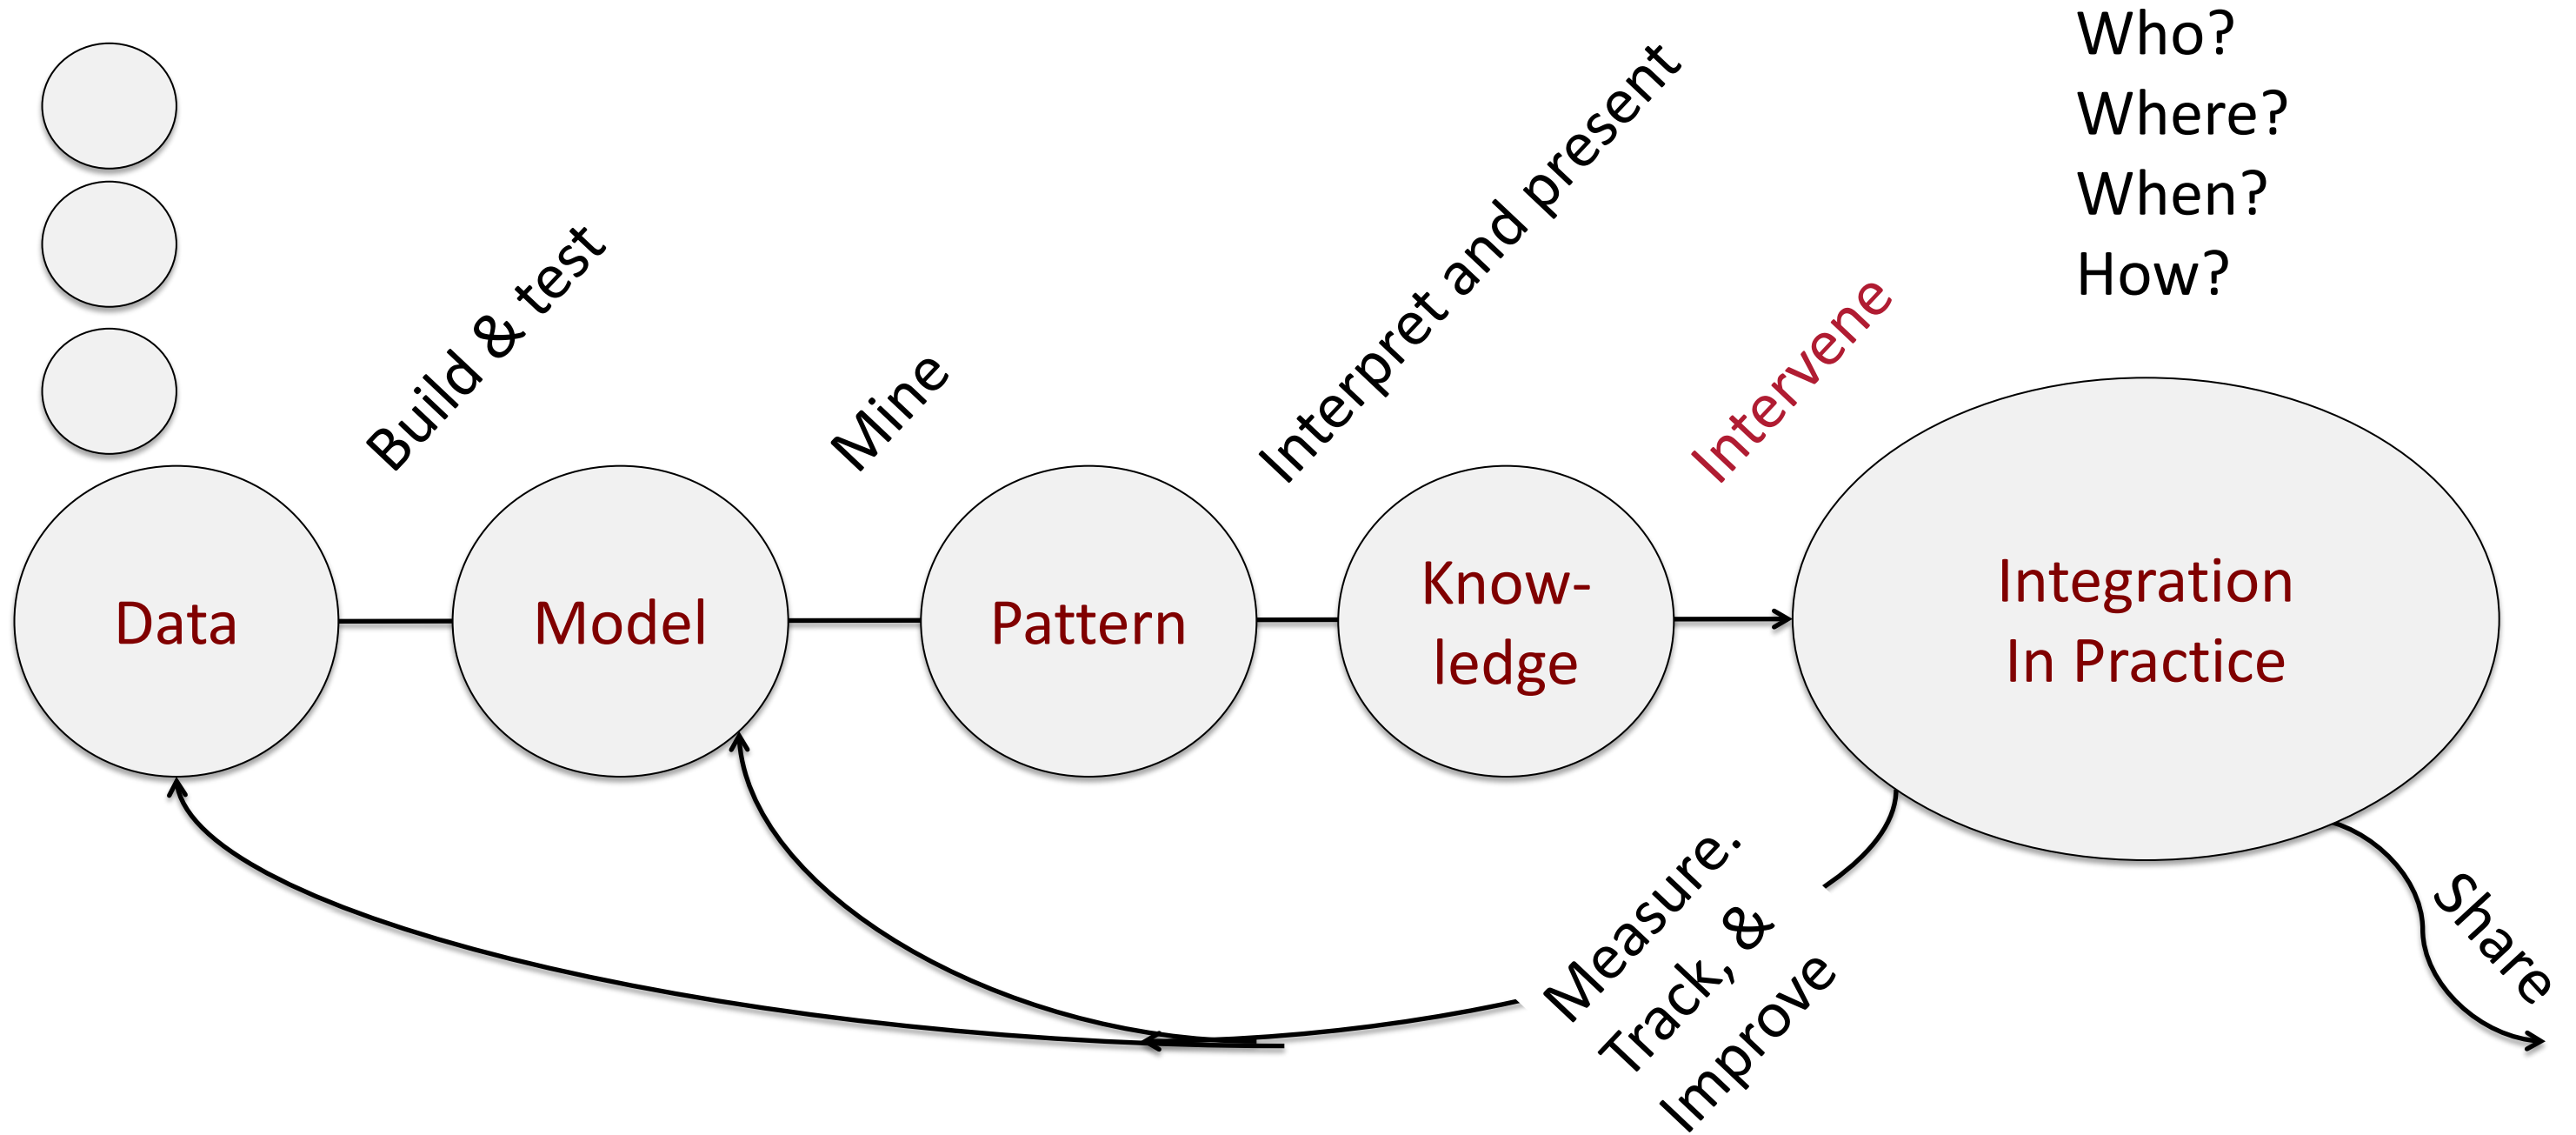 Who?
Where?
When?
How?
Build & test
Mine
Interpret and present
Intervene
Data
Model
Pattern
Know-
ledge
Integration
In Practice
Measure.
Track, &
Improve
Share